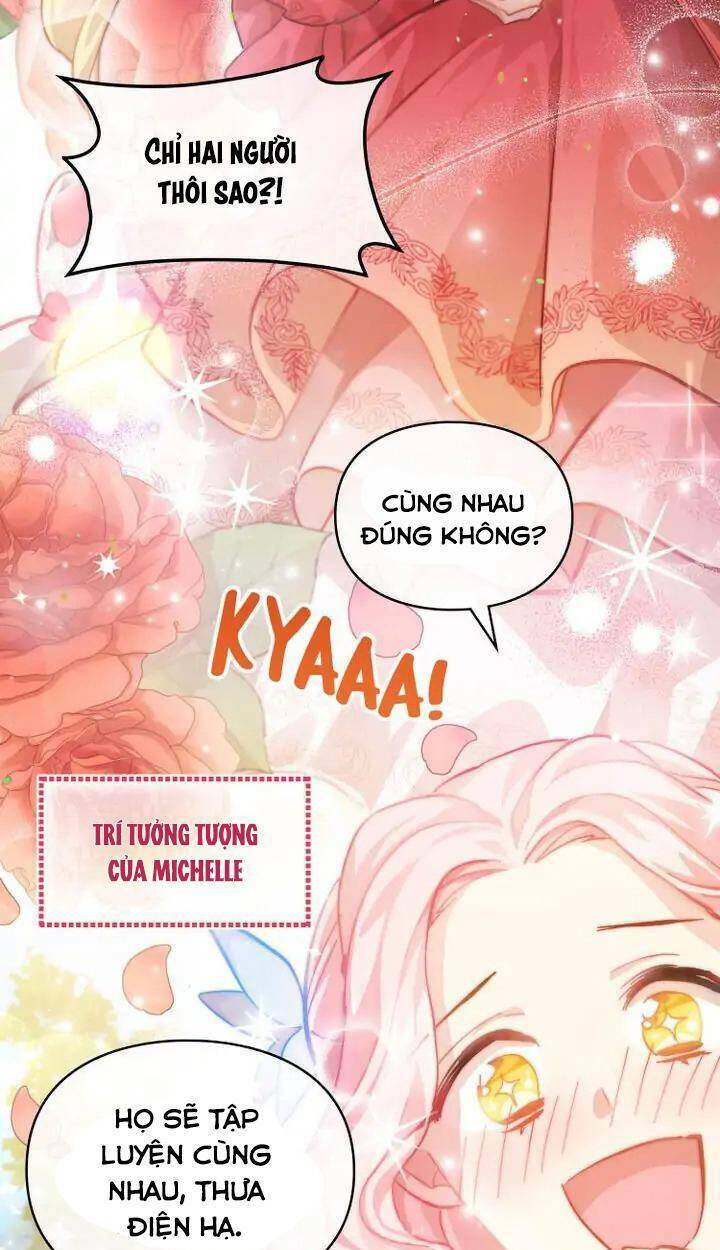 CHỈ HAI NGƯỜI
THÔI SAO?!
CÙNG NHAU
ĐÚNG KHÔNG?
KYAAA!
TRÍ TƯỞNG TƯỢNG
CỦA MICHELLE
HỌ SẼ TẬP
LUYỆN CÙNG
NHAU, THƯA
ĐIỆN HẠ.